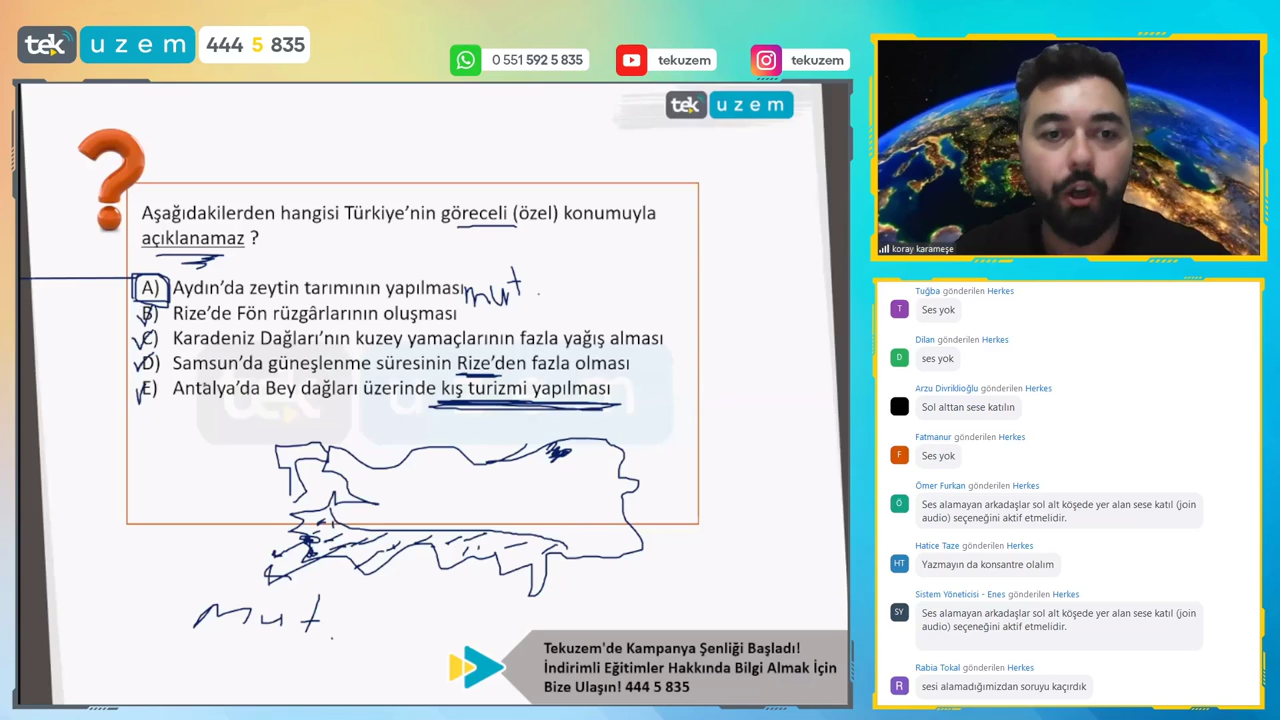 tek uzem 444 5 835
0 551 592 5 835
tekuzem
tekuzem
tek uzem
Aşağıdakilerden hangisi Türkiye'nin göreceli (özel) konumuyla
açıklanamaz ?
A) Aydın'da zeytin tarımının yapılması mut
B) Rize'de Fön rüzgârlarının oluşması
C) Karadeniz Dağları'nın kuzey yamaçlarının fazla yağış alması
D) Samsun'da güneşlenme süresinin Rize'den fazla olması
E) Antalya'da Bey dağları üzerinde kış turizmi yapılması
mut
Tekuzem'de Kampanya Şenliği Başladı!
İndirimli Eğitimler Hakkında Bilgi Almak İçin
Bize Ulaşın! 444 5 835
koray karameşe
Tuğba gönderilen Herkes
T
Ses yok
Dilan gönderilen Herkes
D
ses yok
Arzu Divriklioğlu gönderilen Herkes
Sol alttan sese katılın
Fatmanur gönderilen Herkes
F
Ses yok
Ömer Furkan gönderilen Herkes
Ö
Ses alamayan arkadaşlar sol alt köşede yer alan sese katıl (join
audio) seçeneğini aktif etmelidir.
Hatice Taze gönderilen Herkes
HT
Yazmayın da konsantre olalım
Sistem Yöneticisi - Enes gönderilen Herkes
SY
Ses alamayan arkadaşlar sol alt köşede yer alan sese katıl (join
audio) seçeneğini aktif etmelidir.
Rabia Tokal gönderilen Herkes
R
sesi alamadığımızdan soruyu kaçırdık